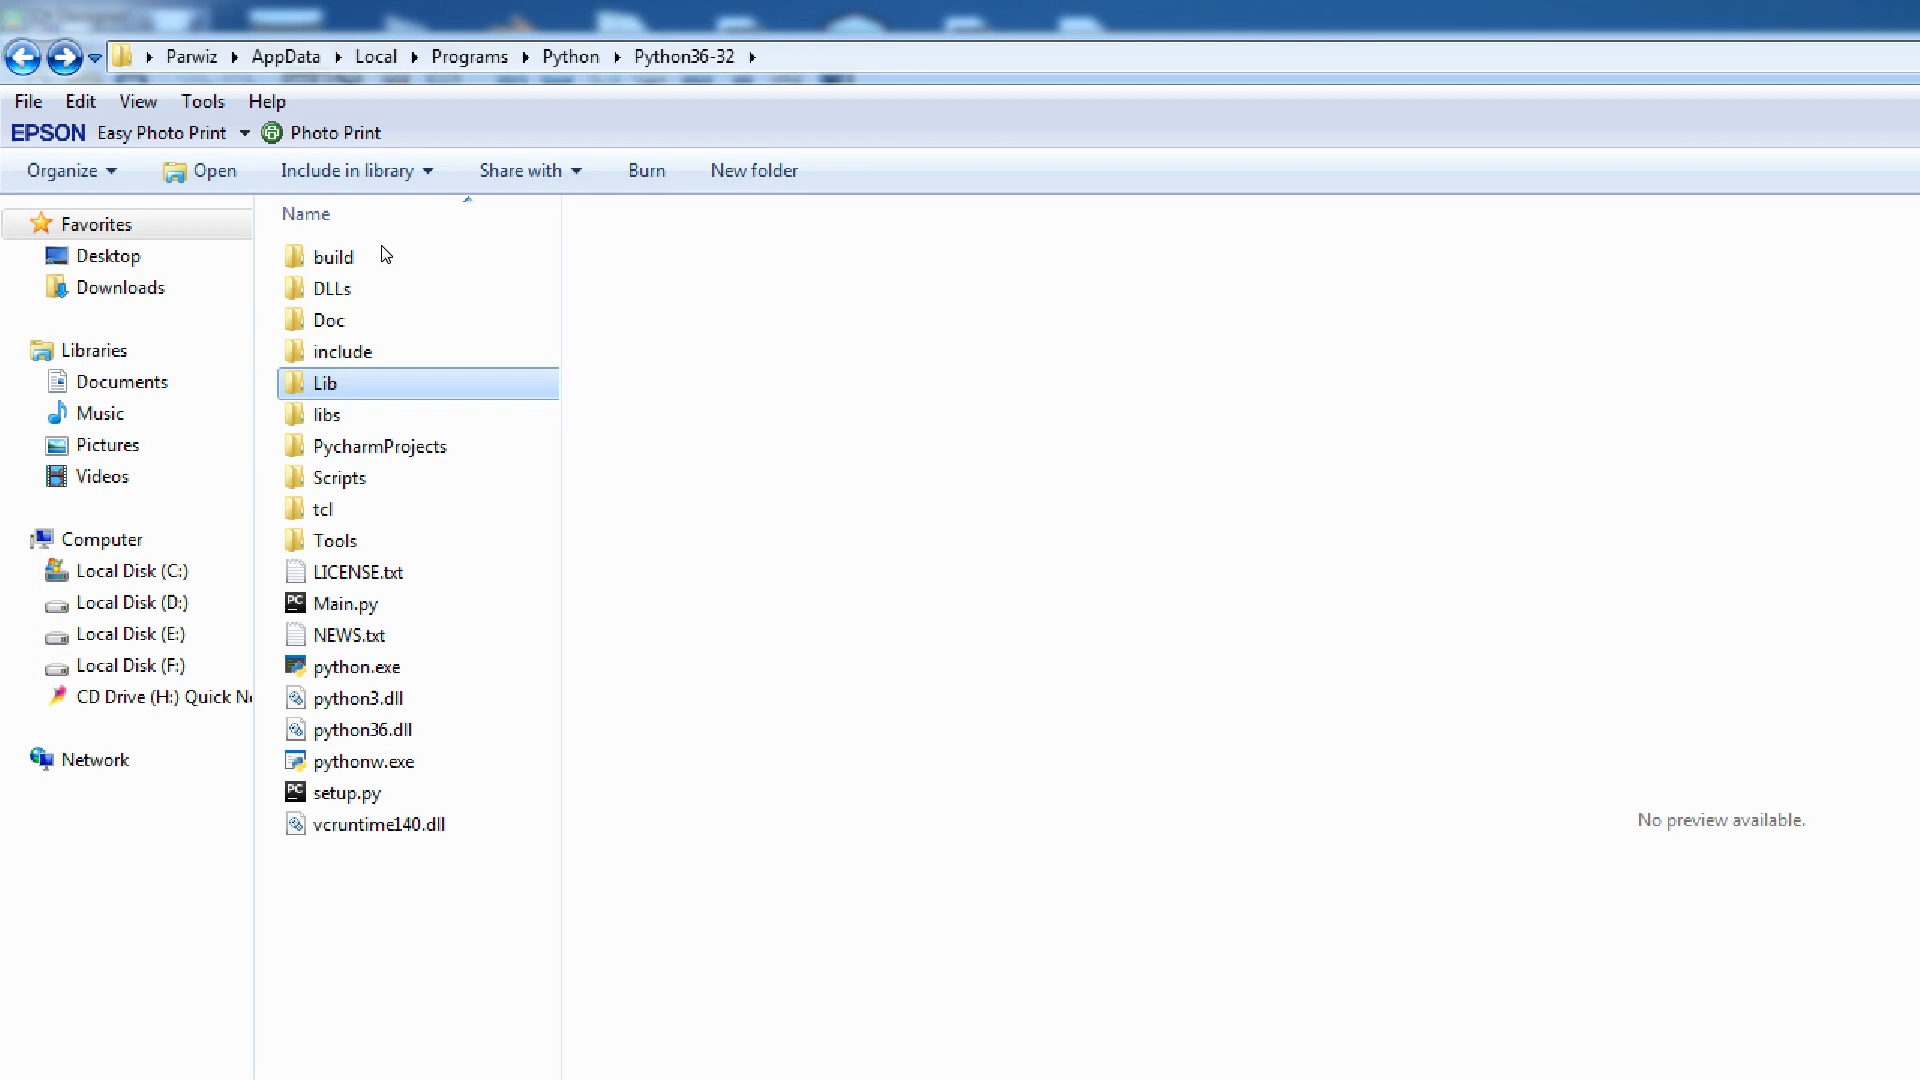 Parwiz AppData Local Programs Python Python36-32
File Edit View Tools Help
EPSON Easy Photo Print Photo Print
Organize Open Include in library Share with Burn New folder
Favorites
Desktop
Downloads
Libraries
Documents
Music
Pictures
Videos
Computer
Local Disk (C:)
Local Disk (D:)
Local Disk (E:)
Local Disk (F:)
CD Drive (H:) Quick
Network
Name
build
DLLs
Doc
include
Lib
libs
PycharmProjects
Scripts
tcl
Tools
LICENSE.txt
Main.py
NEWS.txt
python.exe
python3.dll
python36.dll
pythonw.exe
setup.py
vcruntime140.dll
No preview available.